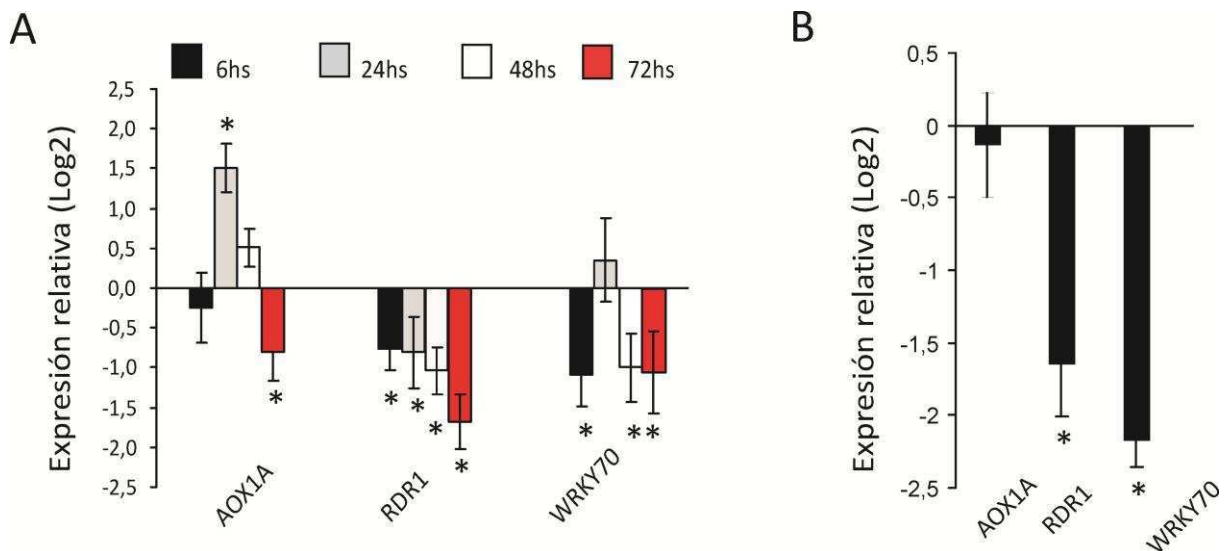 A
6hs
24hs
48hs
72hs
Expresión relativa (Log2)
2,5
2,0
1,5
1,0
0,5
0,0
-0,5
-1,0
-1,5
-2,0
-2,5
*
*
*
*
*
*
*
*
*
AOX1A
RDR1
WRKY70
B
Expresión relativa (Log2)
0,5
0
-0,5
-1
-1,5
-2
-2,5
*
*
AOX1A
RDR1
WRKY70